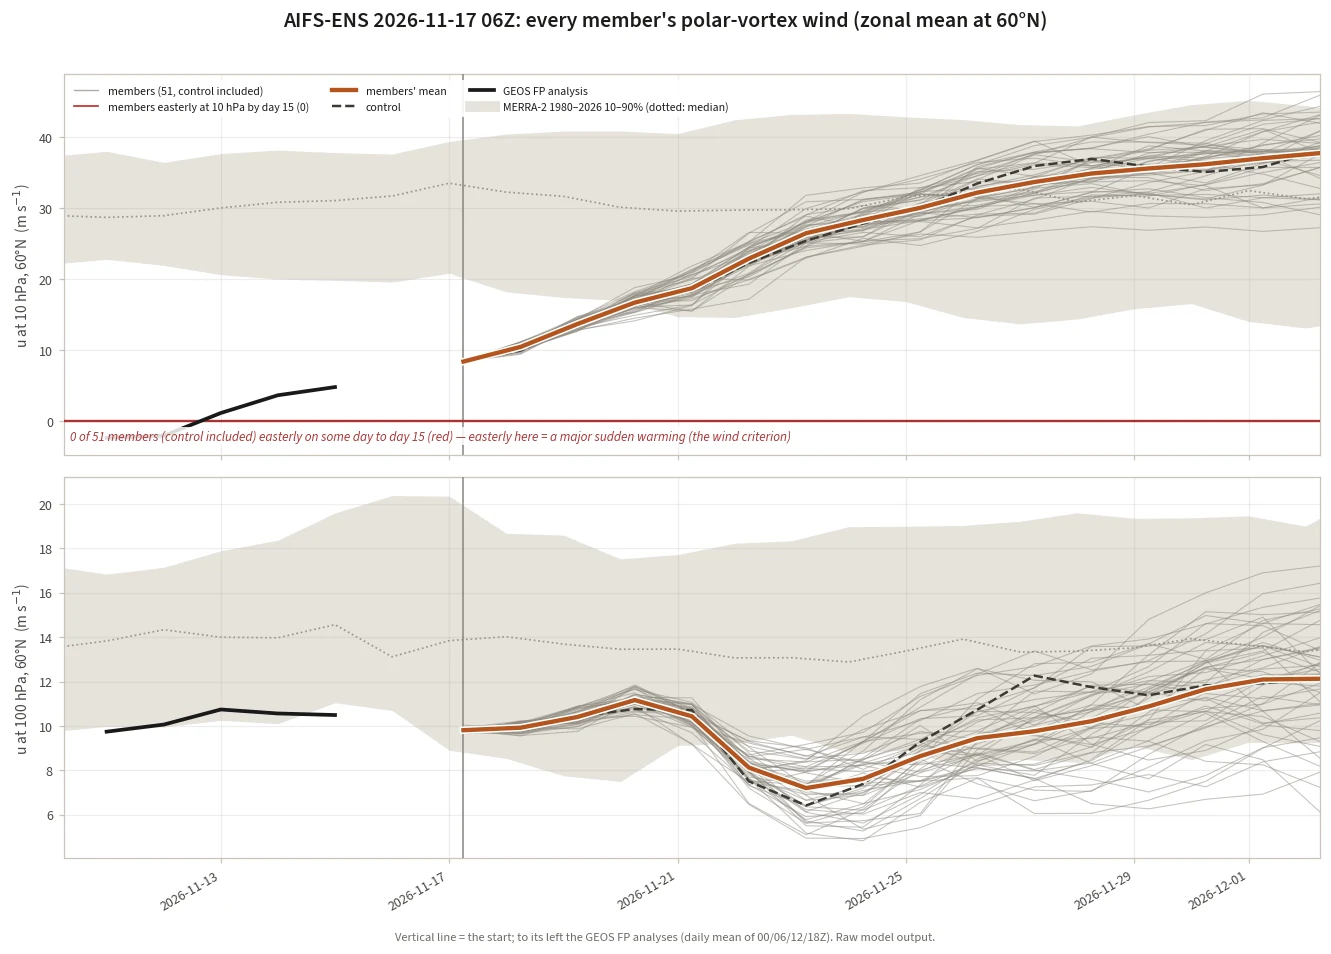 AIFS-ENS 2026-11-17 06Z: every member's polar-vortex wind (zonal mean at 60°N)
members (51, control included)
members easterly at 10 hPa by day 15 (0)
members' mean
control
GEOS FP analysis
MERRA-2 1980–2026 10–90% (dotted: median)
u at 10 hPa, 60°N (m s⁻¹)
40
30
20
10
0
0 of 51 members (control included) easterly on some day to day 15 (red) — easterly here = a major sudden warming (the wind criterion)
u at 100 hPa, 60°N (m s⁻¹)
20
18
16
14
12
10
8
6
2026-11-13
2026-11-17
2026-11-21
2026-11-25
2026-11-29
2026-12-01
Vertical line = the start; to its left the GEOS FP analyses (daily mean of 00/06/12/18Z). Raw model output.